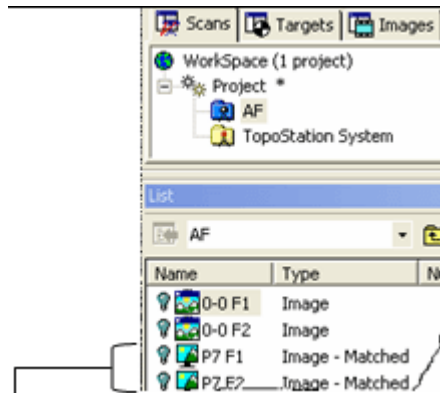 Scans Targets Images
WorkSpace (1 project)
Project *
AF
TopoStation System
List
AF
Name Type
0-0 F1 Image
0-0 F2 Image
P7 F1 Image - Matched
P7 F2 Image - Matched